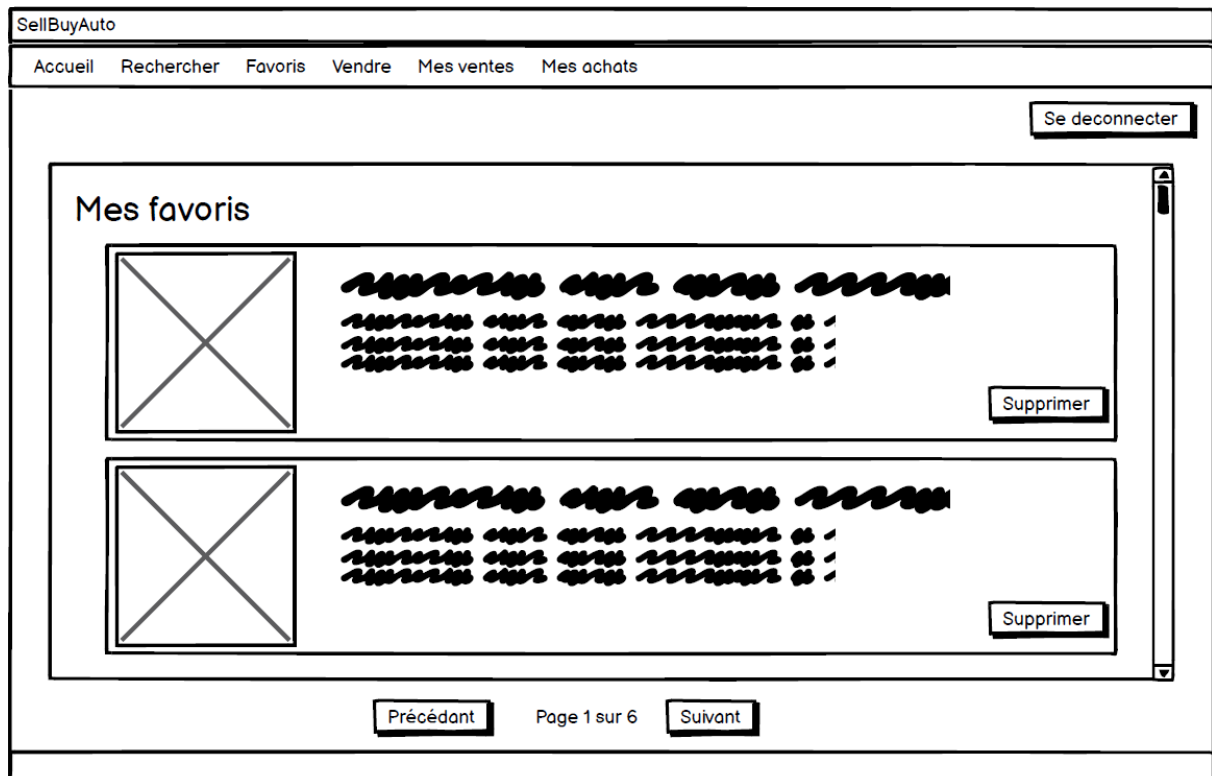 SellBuyAuto
Accueil Rechercher Favoris Vendre Mes ventes Mes achats
Se deconnecter
Mes favoris
Supprimer
Supprimer
Précédant Page 1 sur 6 Suivant